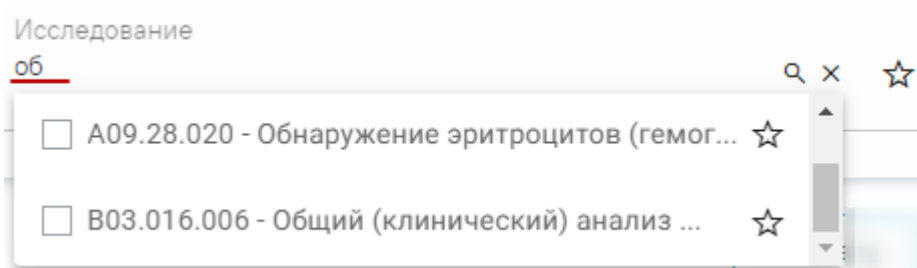 Исследование
об
A09.28.020 - Обнаружение эритроцитов (гемог...
B03.016.006 - Общий (клинический) анализ ...